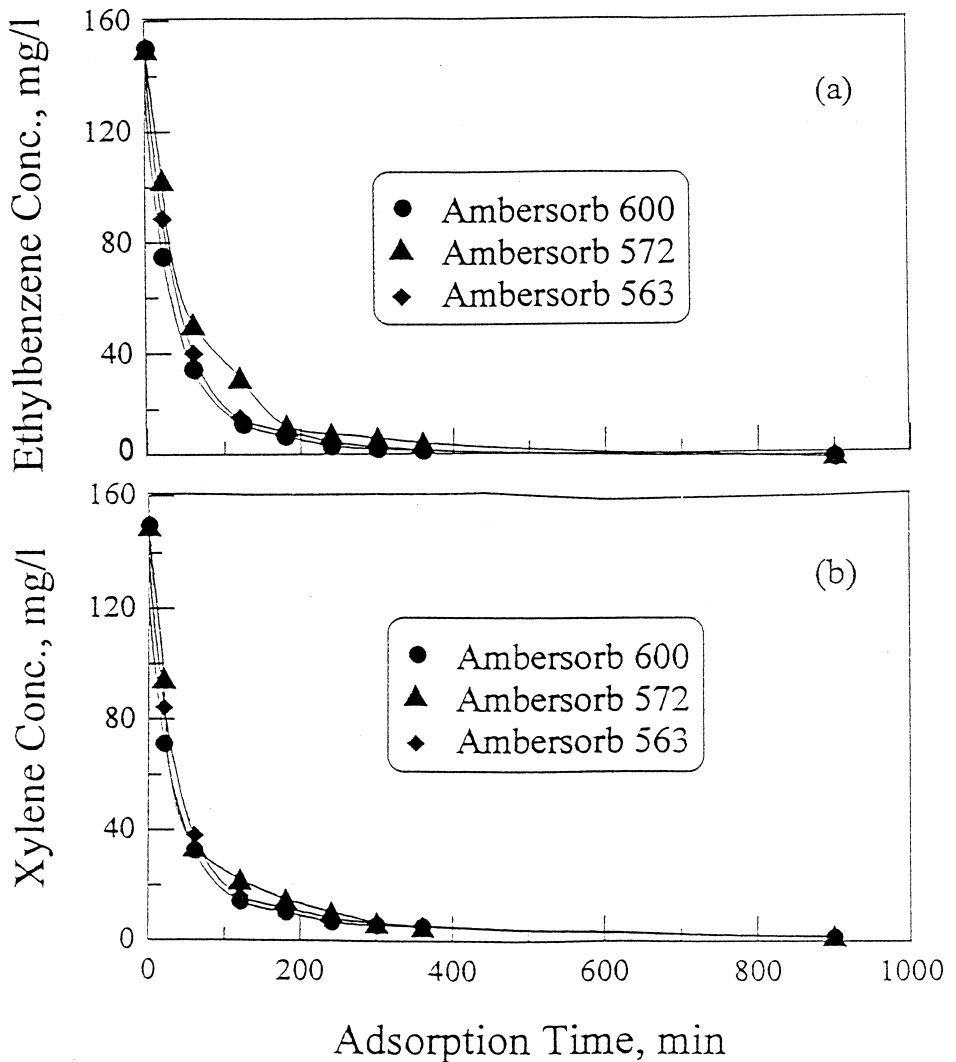 Ethylbenzene Conc., mg/l
160
120
80
40
0
(a)
Ambersorb 600
Ambersorb 572
Ambersorb 563
Xylene Conc., mg/l
160
120
80
40
0
(b)
Ambersorb 600
Ambersorb 572
Ambersorb 563
0 200 400 600 800 1000
Adsorption Time, min